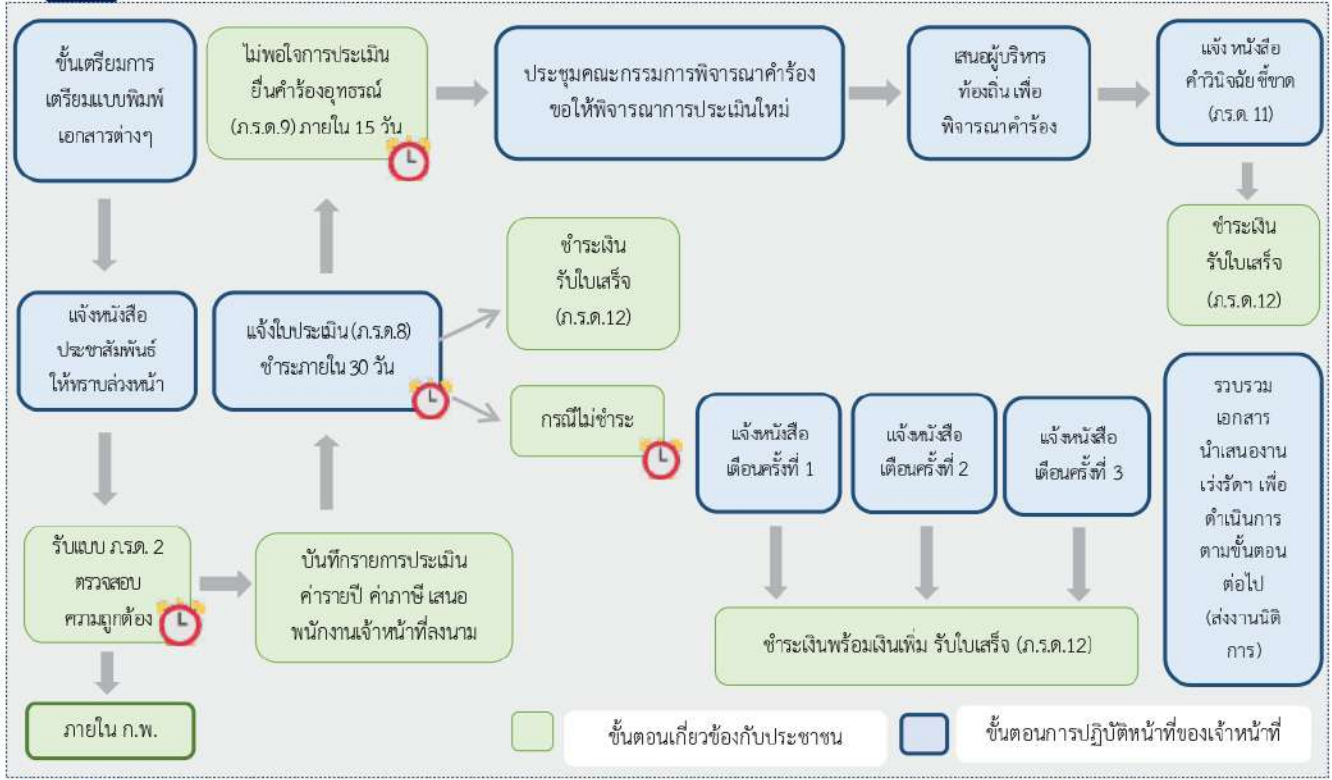 ขั้นเตรียมการ
เตรียมแบบพิมพ์
เอกสารต่างๆ
ไม่พอใจการประเมิน
ยื่นคำร้องอุทธรณ์
(ภ.ร.ด.9) ภายใน 15 วัน
ประชุมคณะกรรมการพิจารณาคำร้อง
ขอให้พิจารณาการประเมินใหม่
เสนอผู้บริหาร
ท้องถิ่น เพื่อ
พิจารณาคำร้อง
แจ้ง หนังสือ
คำวินิจฉัย ชี้ขาด
(ภ.ร.ด. 11)
ชำระเงิน
รับใบเสร็จ
(ภ.ร.ด.12)
แจ้งหนังสือ
ประชาสัมพันธ์
ให้ทราบล่วงหน้า
แจ้งใบประเมิน (ภ.ร.ด.8)
ชำระภายใน 30 วัน
ชำระเงิน
รับใบเสร็จ
(ภ.ร.ด.12)
กรณีไม่ชำระ
แจ้งหนังสือ
เตือนครั้งที่ 1
แจ้งหนังสือ
เตือนครั้งที่ 2
แจ้งหนังสือ
เตือนครั้งที่ 3
รวบรวม
เอกสาร
นำเสนองาน
เร่งรัดฯ เพื่อ
ดำเนินการ
ตามขั้นตอน
ต่อไป
(ส่งงานนิติ
การ)
รับแบบ ภ.ร.ด. 2
ตรวจสอบ
ความถูกต้อง
บันทึกรายการประเมิน
ค่ารายปี ค่าภาษี เสนอ
พนักงานเจ้าหน้าที่ลงนาม
ชำระเงินพร้อมเงินเพิ่ม รับใบเสร็จ (ภ.ร.ด.12)
ภายใน ก.พ.
ขั้นตอนเกี่ยวข้องกับประชาชน
ขั้นตอนการปฏิบัติหน้าที่ของเจ้าหน้าที่